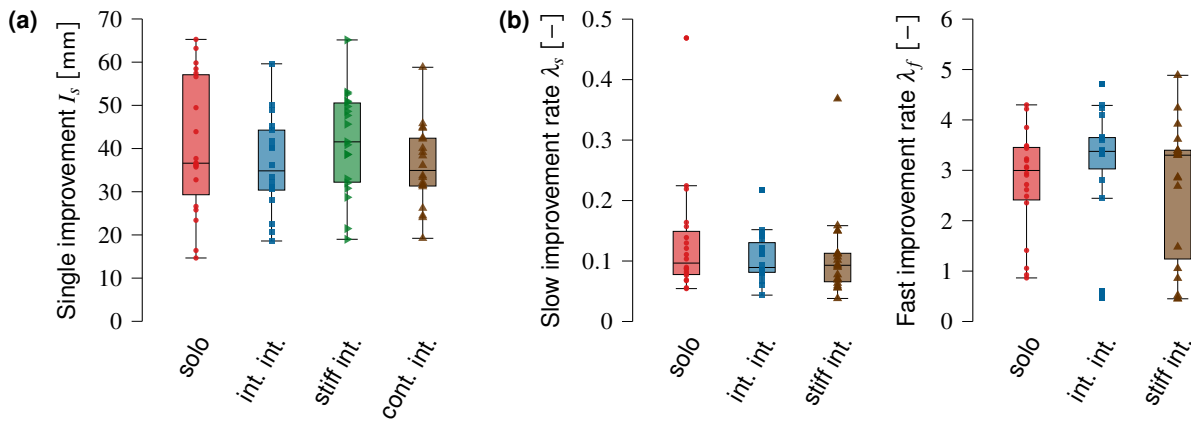 (a)
Single improvement I_s [mm]
70
60
50
40
30
20
10
0
solo
int. int.
stiff int.
cont. int.
(b)
Slow improvement rate λ_s [−]
0.5
0.4
0.3
0.2
0.1
0
solo
int. int.
stiff int.
Fast improvement rate λ_f [−]
6
5
4
3
2
1
0
solo
int. int.
stiff int.